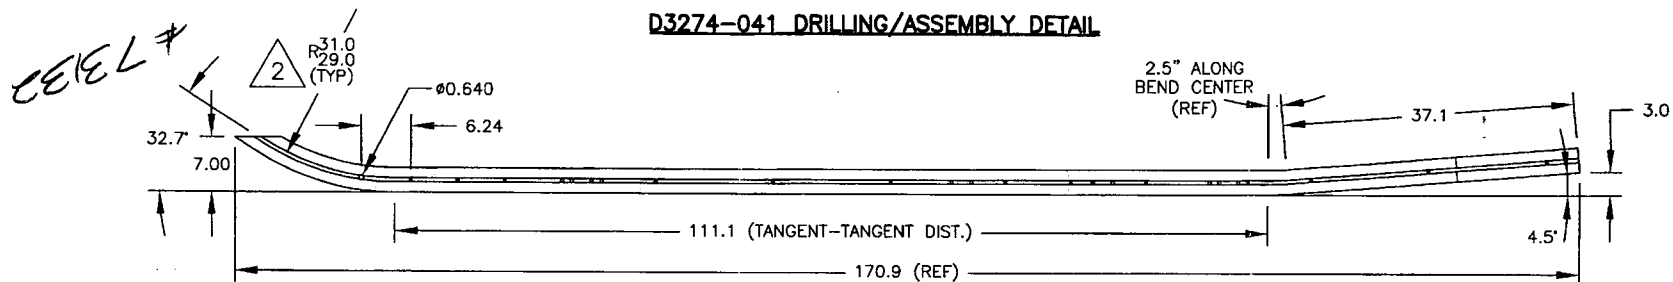 D3274-041 DRILLING/ASSEMBLY DETAIL
# 73133
2
R31.0
29.0
(TYP)
ø0.640
6.24
32.7°
7.00
2.5" ALONG
BEND CENTER
(REF)
37.1
3.0
111.1 (TANGENT-TANGENT DIST.)
4.5°
170.9 (REF)